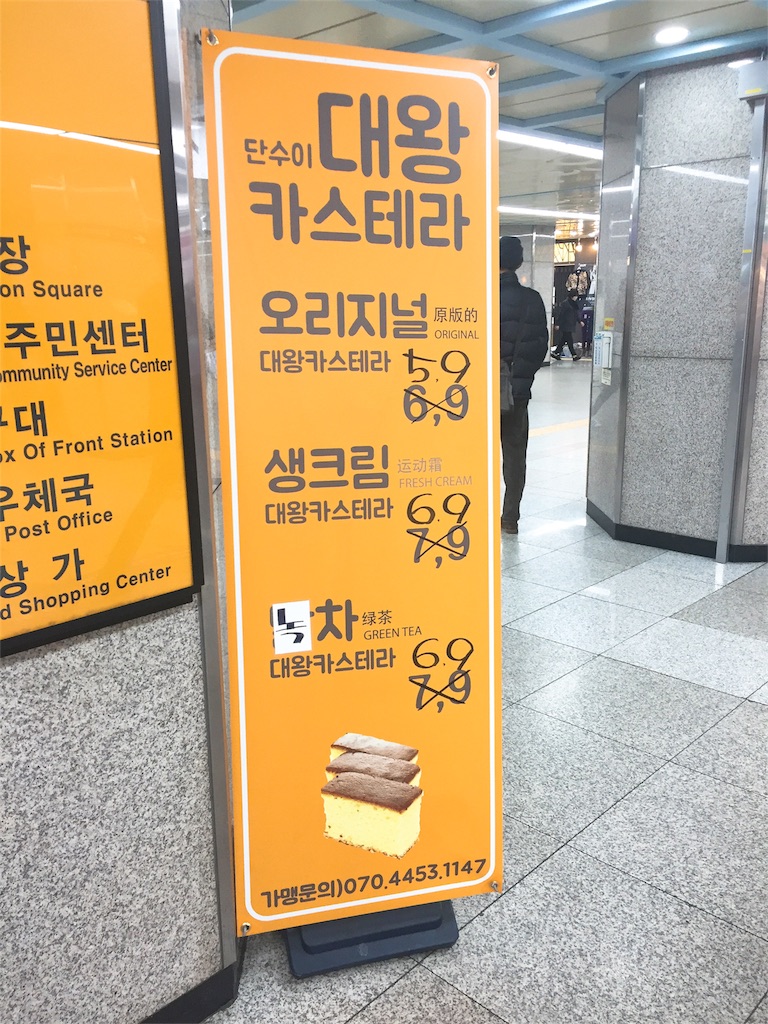 장
on Square
주민센터
ommunity Service Center
대
ox Of Front Station
우체국
Post Office
상 가
d Shopping Center
단수이 대왕
카스테라
오리지널 原版的
ORIGINAL
대왕카스테라 5,9
6,9
생크림 运动霜
FRESH CREAM
대왕카스테라 6.9
7,9
녹차 绿茶
GREEN TEA
대왕카스테라 6.9
7,9
가맹문의)070.4453.1147